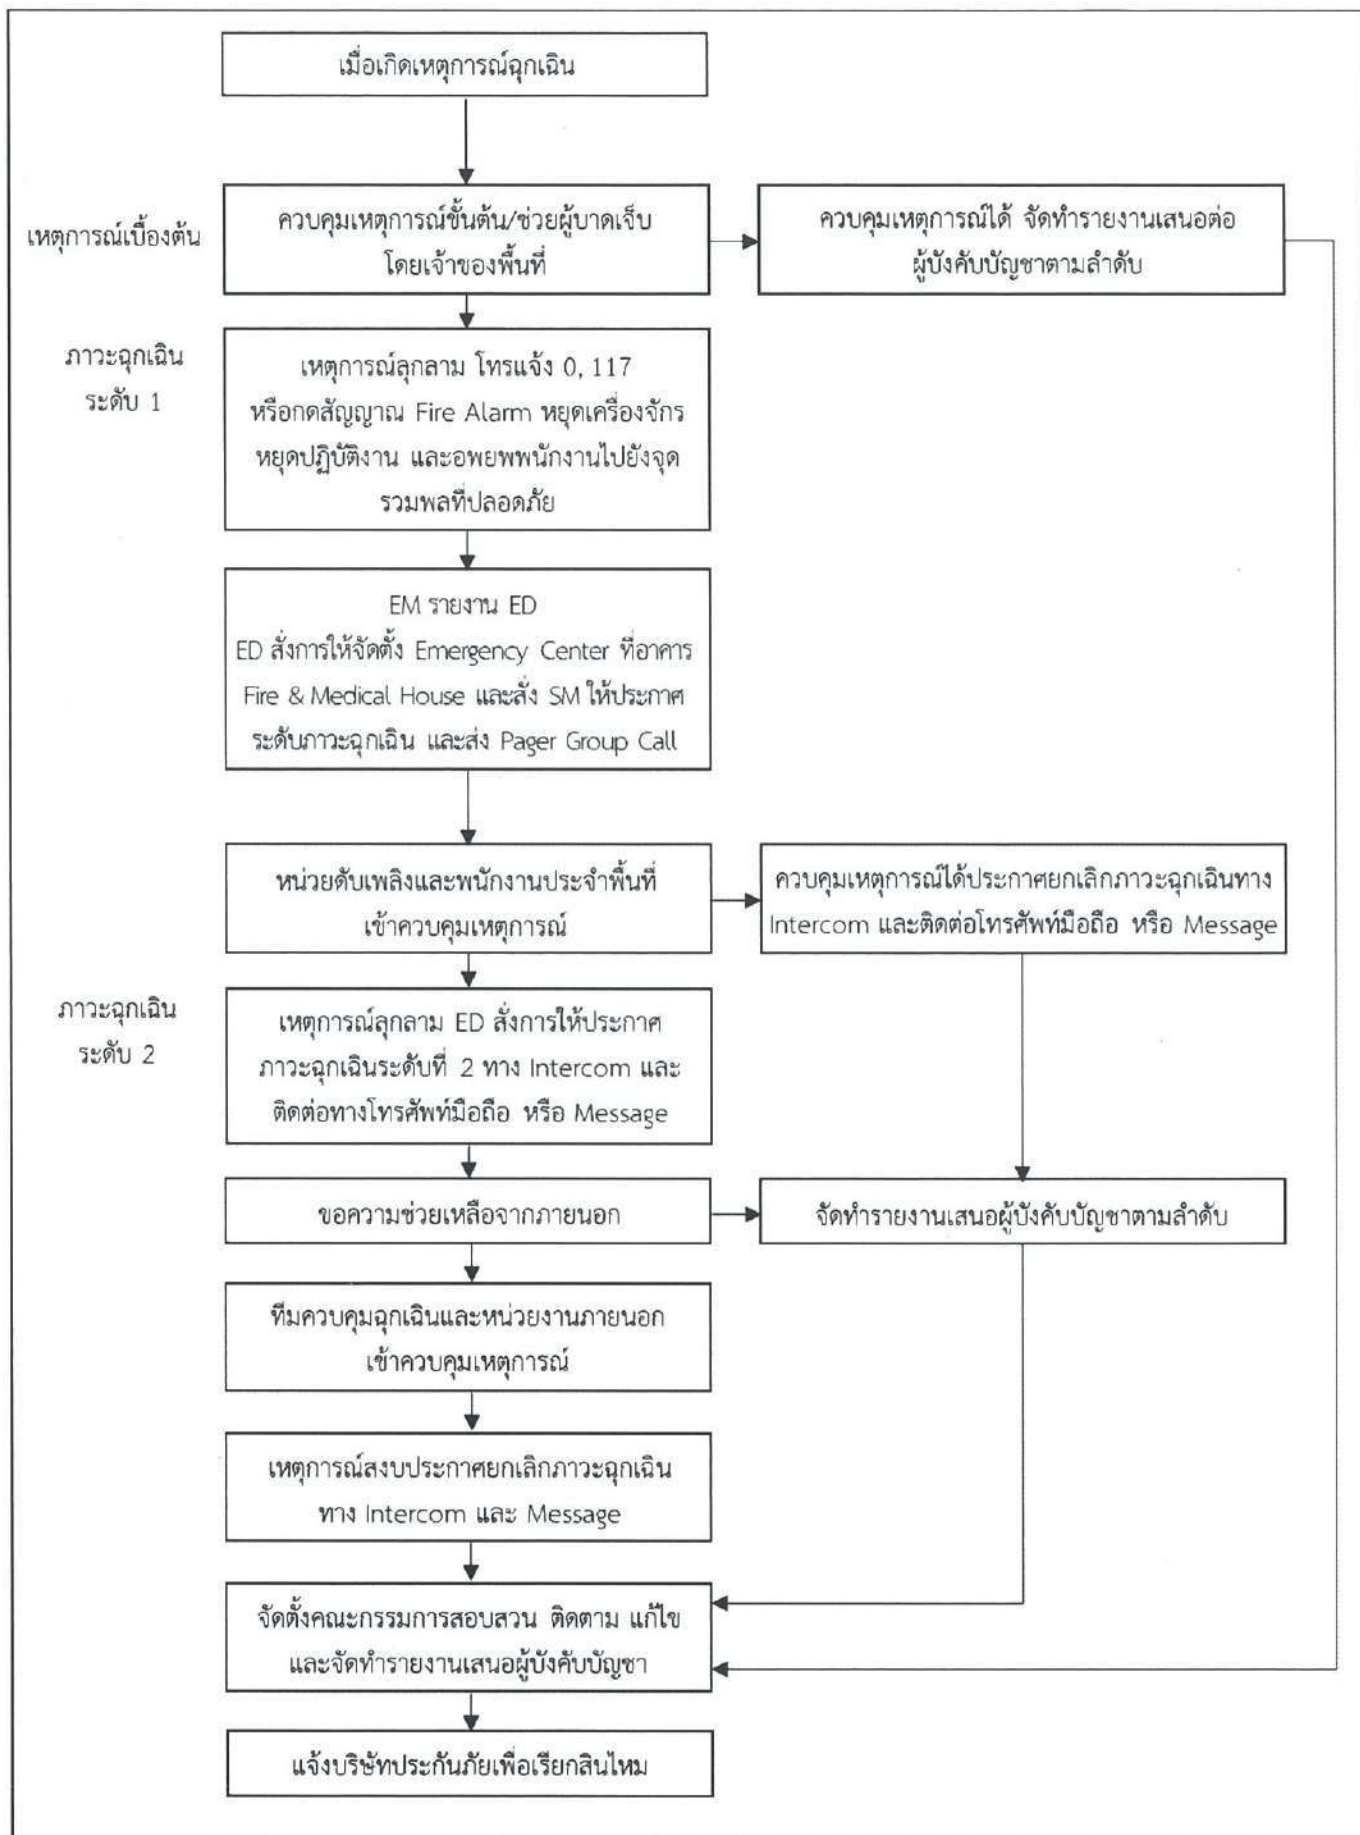 เมื่อเกิดเหตุการณ์ฉุกเฉิน
เหตุการณ์เบื้องต้น
ควบคุมเหตุการณ์ขั้นต้น/ช่วยผู้บาดเจ็บ
โดยเจ้าของพื้นที่
ควบคุมเหตุการณ์ได้ จัดทำรายงานเสนอต่อ
ผู้บังคับบัญชาตามลำดับ
ภาวะฉุกเฉิน
ระดับ 1
เหตุการณ์ลุกลาม โทรแจ้ง 0, 117
หรือกดสัญญาณ Fire Alarm หยุดเครื่องจักร
หยุดปฏิบัติงาน และอพยพพนักงานไปยังจุด
รวมพลที่ปลอดภัย
EM รายงาน ED
ED สั่งการให้จัดตั้ง Emergency Center ที่อาคาร
Fire & Medical House และสั่ง SM ให้ประกาศ
ระดับภาวะฉุกเฉิน และส่ง Pager Group Call
หน่วยดับเพลิงและพนักงานประจำพื้นที่
เข้าควบคุมเหตุการณ์
ควบคุมเหตุการณ์ได้ประกาศยกเลิกภาวะฉุกเฉินทาง
Intercom และติดต่อโทรศัพท์มือถือ หรือ Message
ภาวะฉุกเฉิน
ระดับ 2
เหตุการณ์ลุกลาม ED สั่งการให้ประกาศ
ภาวะฉุกเฉินระดับที่ 2 ทาง Intercom และ
ติดต่อทางโทรศัพท์มือถือ หรือ Message
ขอความช่วยเหลือจากภายนอก
จัดทำรายงานเสนอผู้บังคับบัญชาตามลำดับ
ทีมควบคุมฉุกเฉินและหน่วยงานภายนอก
เข้าควบคุมเหตุการณ์
เหตุการณ์สงบประกาศยกเลิกภาวะฉุกเฉิน
ทาง Intercom และ Message
จัดตั้งคณะกรรมการสอบสวน ติดตาม แก้ไข
และจัดทำรายงานเสนอผู้บังคับบัญชา
แจ้งบริษัทประกันภัยเพื่อเรียกสินไหม